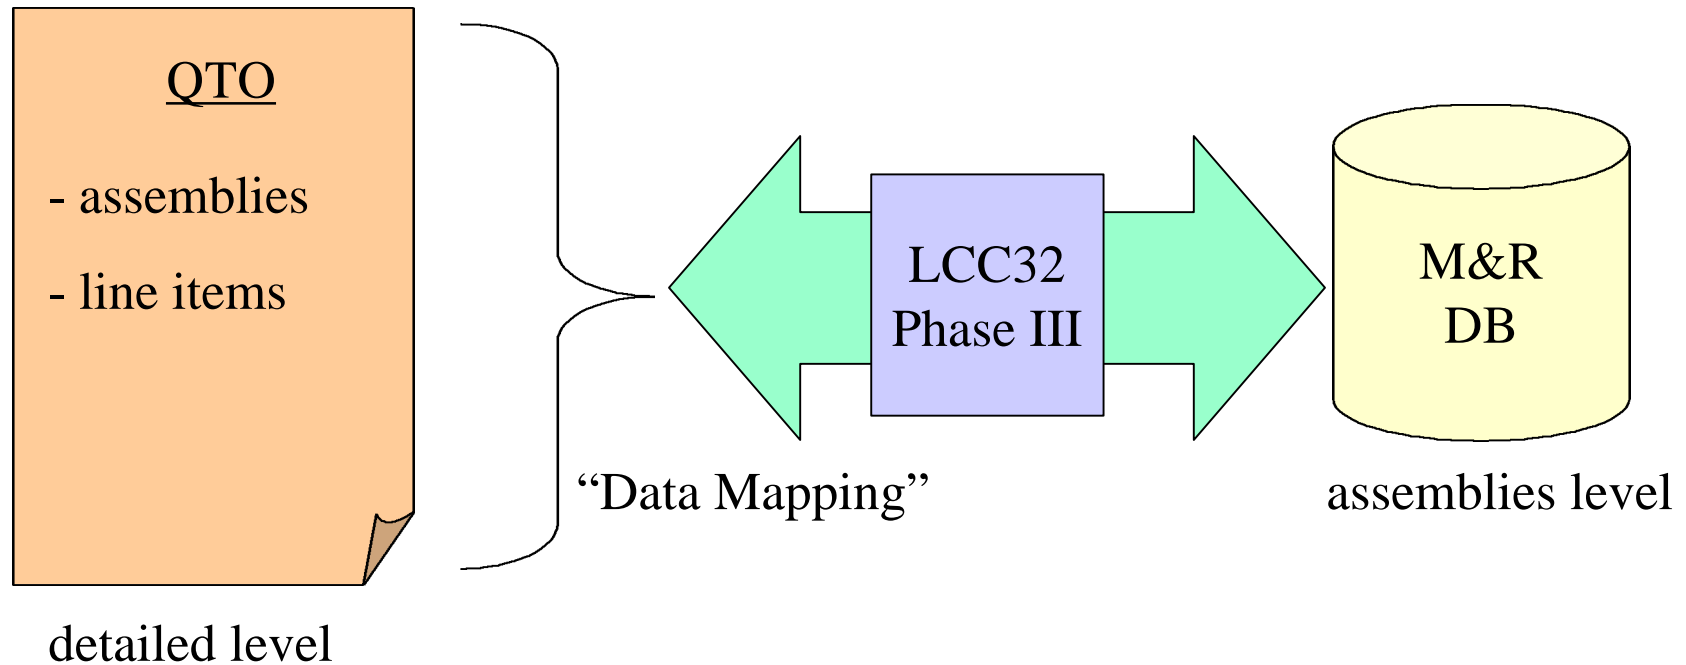 QTO
- assemblies
- line items
detailed level
“Data Mapping”
LCC32
Phase III
M&R
DB
assemblies level